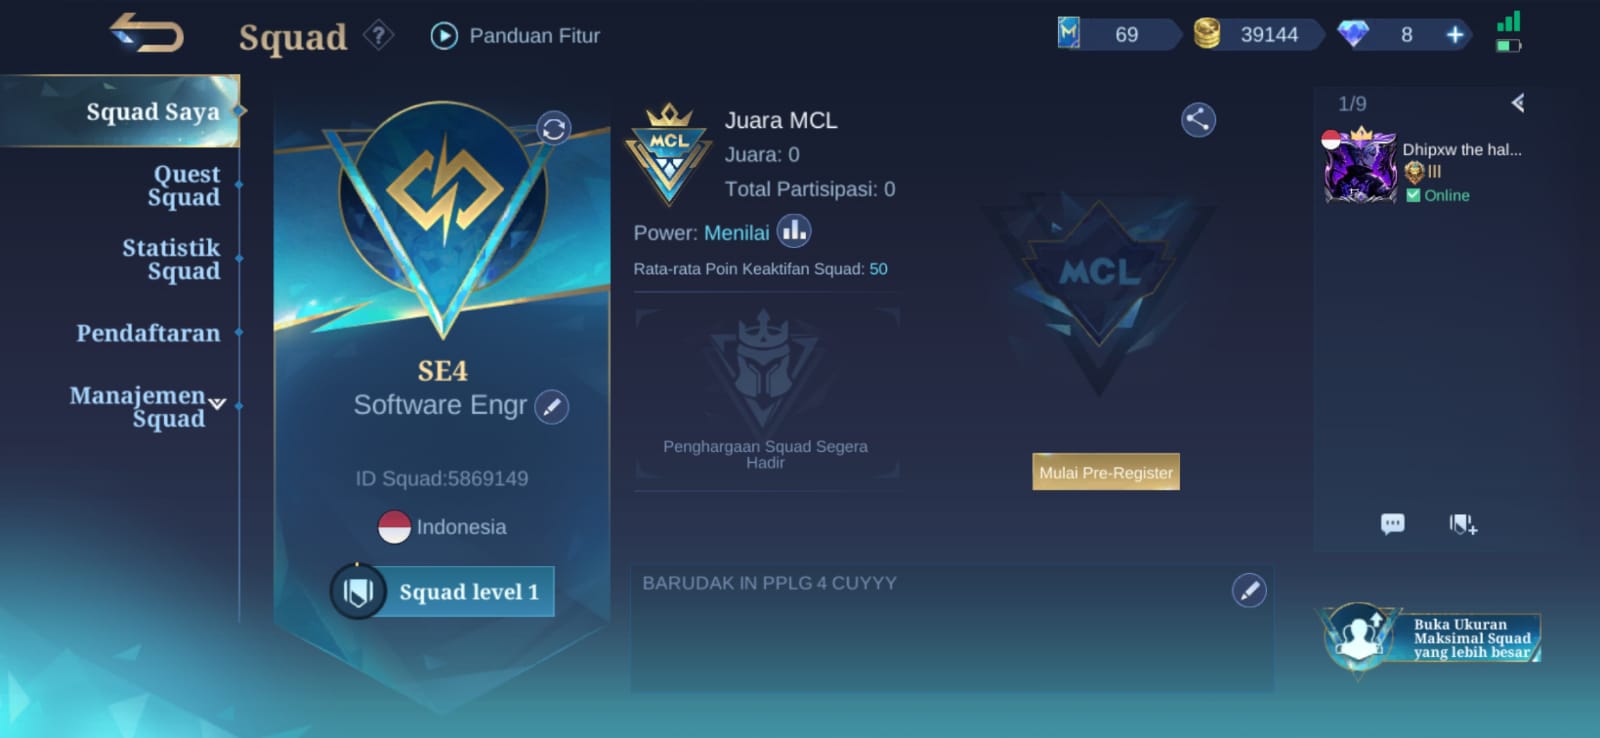 Squad
?
Panduan Fitur
69
39144
8
+
Squad Saya
Quest
Squad
Statistik
Squad
Pendaftaran
Manajemen
Squad
SE4
Software Engr
ID Squad:5869149
Indonesia
Squad level 1
MCL
Juara MCL
Juara: 0
Total Partisipasi: 0
Power: Menilai
Rata-rata Poin Keaktifan Squad: 50
Penghargaan Squad Segera
Hadir
MCL
Mulai Pre-Register
BARUDAK IN PPLG 4 CUYYY
1/9
Dhipxw the hal...
III
Online
Buka Ukuran
Maksimal Squad
yang lebih besar